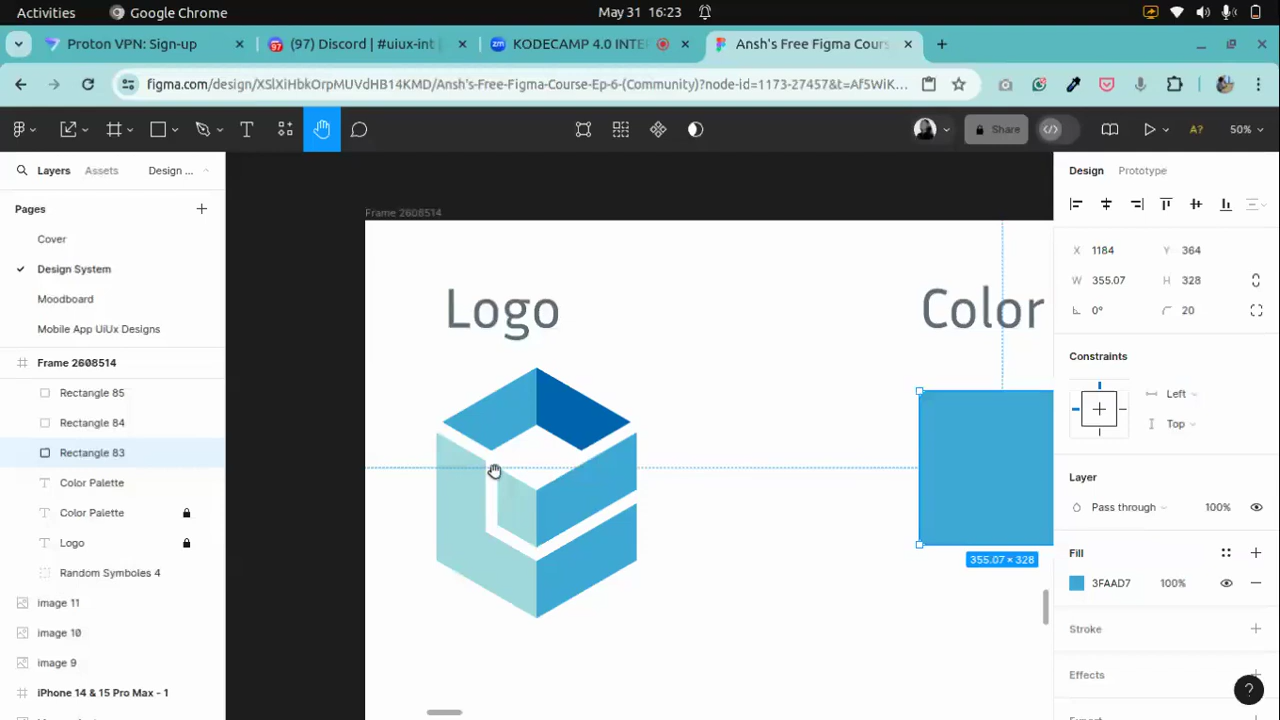 Activities Google Chrome May 31 16:23
Proton VPN: Sign-up (97) Discord | #uiux-int KODECAMP 4.0 INTE Ansh's Free Figma Cours
figma.com/design/XSlXiHbkOrpMUVdHB14KMD/Ansh's-Free-Figma-Course-Ep-6-(Community)?node-id=1173-27457&t=Af5WiK...
Share A? 50%
Layers Assets Design ...
Pages
Cover
Design System
Moodboard
Mobile App UiUx Designs
Frame 2608514
Rectangle 85
Rectangle 84
Rectangle 83
Color Palette
Color Palette
Logo
Random Symboles 4
image 11
image 10
image 9
iPhone 14 & 15 Pro Max - 1
Frame 2608514
Logo
Color
355.07 × 328
Design Prototype
X 1184 Y 364
W 355.07 H 328
0° 20
Constraints
Left
Top
Layer
Pass through 100%
Fill
3FAAD7 100%
Stroke
Effects
?